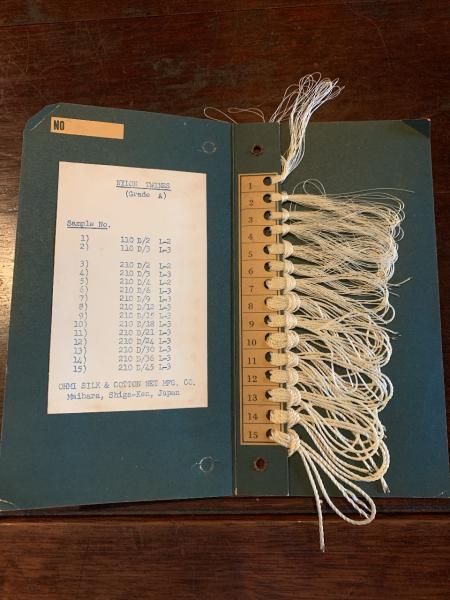 NO
NYLON TWINES
(Grade A)
Sample No.
1) 110 D/2 L-2
2) 110 D/3 L-3
3) 210 D/2 L-2
4) 210 D/3 L-3
5) 210 D/4 L-2
6) 210 D/6 L-3
7) 210 D/9 L-3
8) 210 D/12 L-3
9) 210 D/15 L-3
10) 210 D/18 L-3
11) 210 D/21 L-3
12) 210 D/24 L-3
13) 210 D/30 L-3
14) 210 D/36 L-3
15) 210 D/45 L-3
OHMI SILK & COTTON NET MFG. CO.
Maibara, Shiga-Ken, Japan
1
2
3
4
5
6
7
8
9
10
11
12
13
14
15